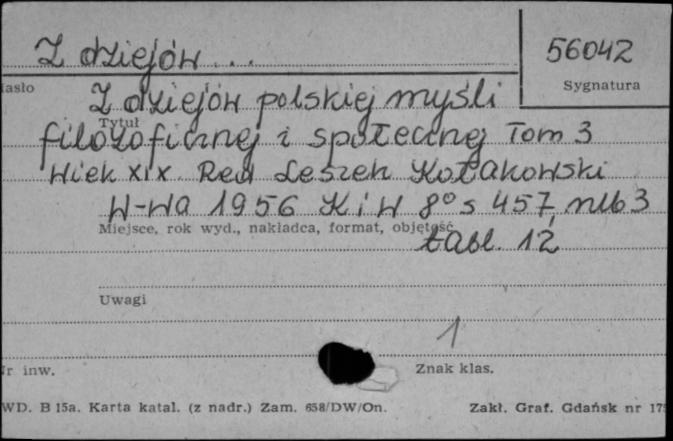 Z dziejów ...
56042
Sygnatura
Z dziejów polskiej myśli
Tytuł
filozoficznej i społecznej Tom 3
Wiek XIX Red Leszek Kołakowski
W-wa 1956 KiW 8° s 457, nlb 3
Miejsce, rok wyd., nakładca, format, objętość
tabl. 12
Uwagi
1
Nr inw.
Znak klas.
WD. B 15a. Karta katal. (z nadr.) Zam. 658/DW/On.
Zakł. Graf. Gdańsk nr